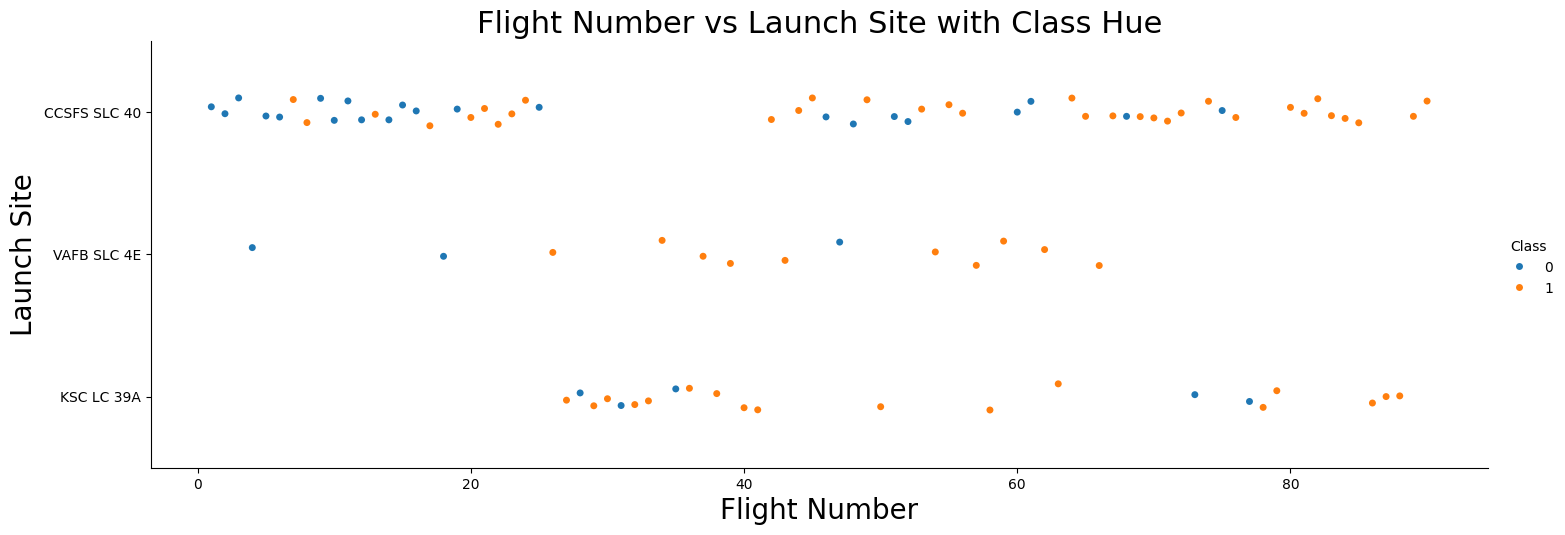 Flight Number vs Launch Site with Class Hue
Launch Site
CCSFS SLC 40
VAFB SLC 4E
KSC LC 39A
0 20 40 60 80
Flight Number
Class
0
1